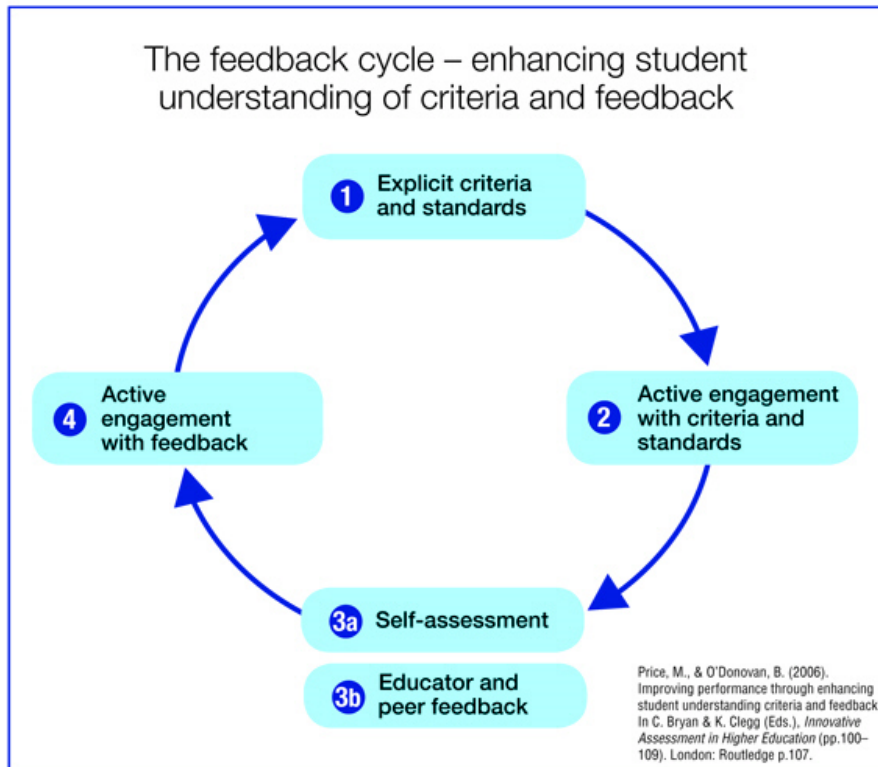 The feedback cycle – enhancing student
understanding of criteria and feedback
1 Explicit criteria
and standards
2 Active engagement
with criteria and
standards
3a Self-assessment
3b Educator and
peer feedback
4 Active
engagement
with feedback
Price, M., & O’Donovan, B. (2006).
Improving performance through enhancing
student understanding criteria and feedback
In C. Bryan & K. Clegg (Eds.), Innovative
Assessment in Higher Education (pp.100–
109). London: Routledge p.107.